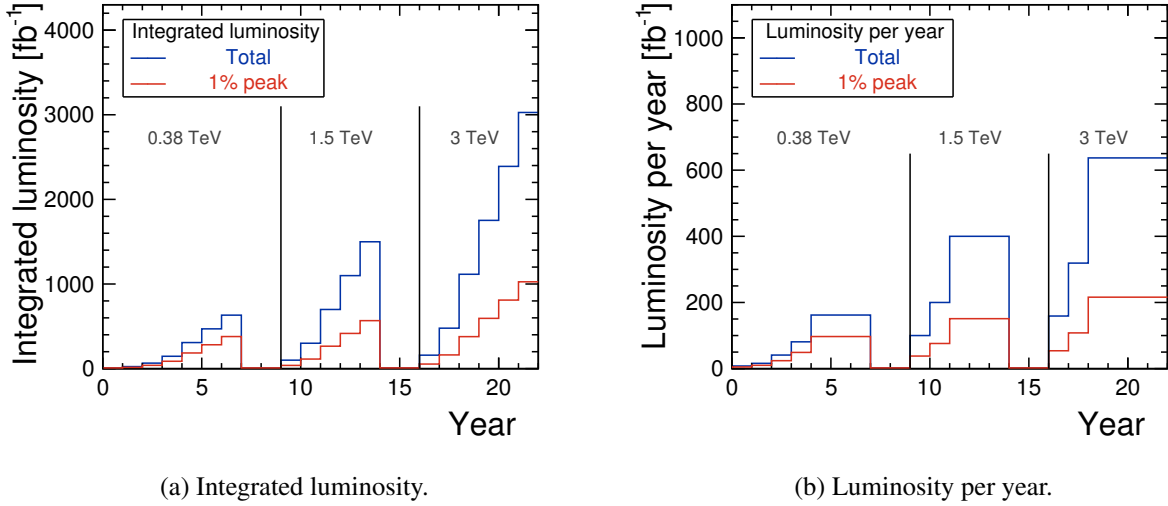 Integrated luminosity [fb⁻¹]
4000
3000
2000
1000
0
Integrated luminosity
Total
1% peak
0.38 TeV
1.5 TeV
3 TeV
0 5 10 15 20
Year
(a) Integrated luminosity.
Luminosity per year [fb⁻¹]
1000
800
600
400
200
0
Luminosity per year
Total
1% peak
0.38 TeV
1.5 TeV
3 TeV
0 5 10 15 20
Year
(b) Luminosity per year.